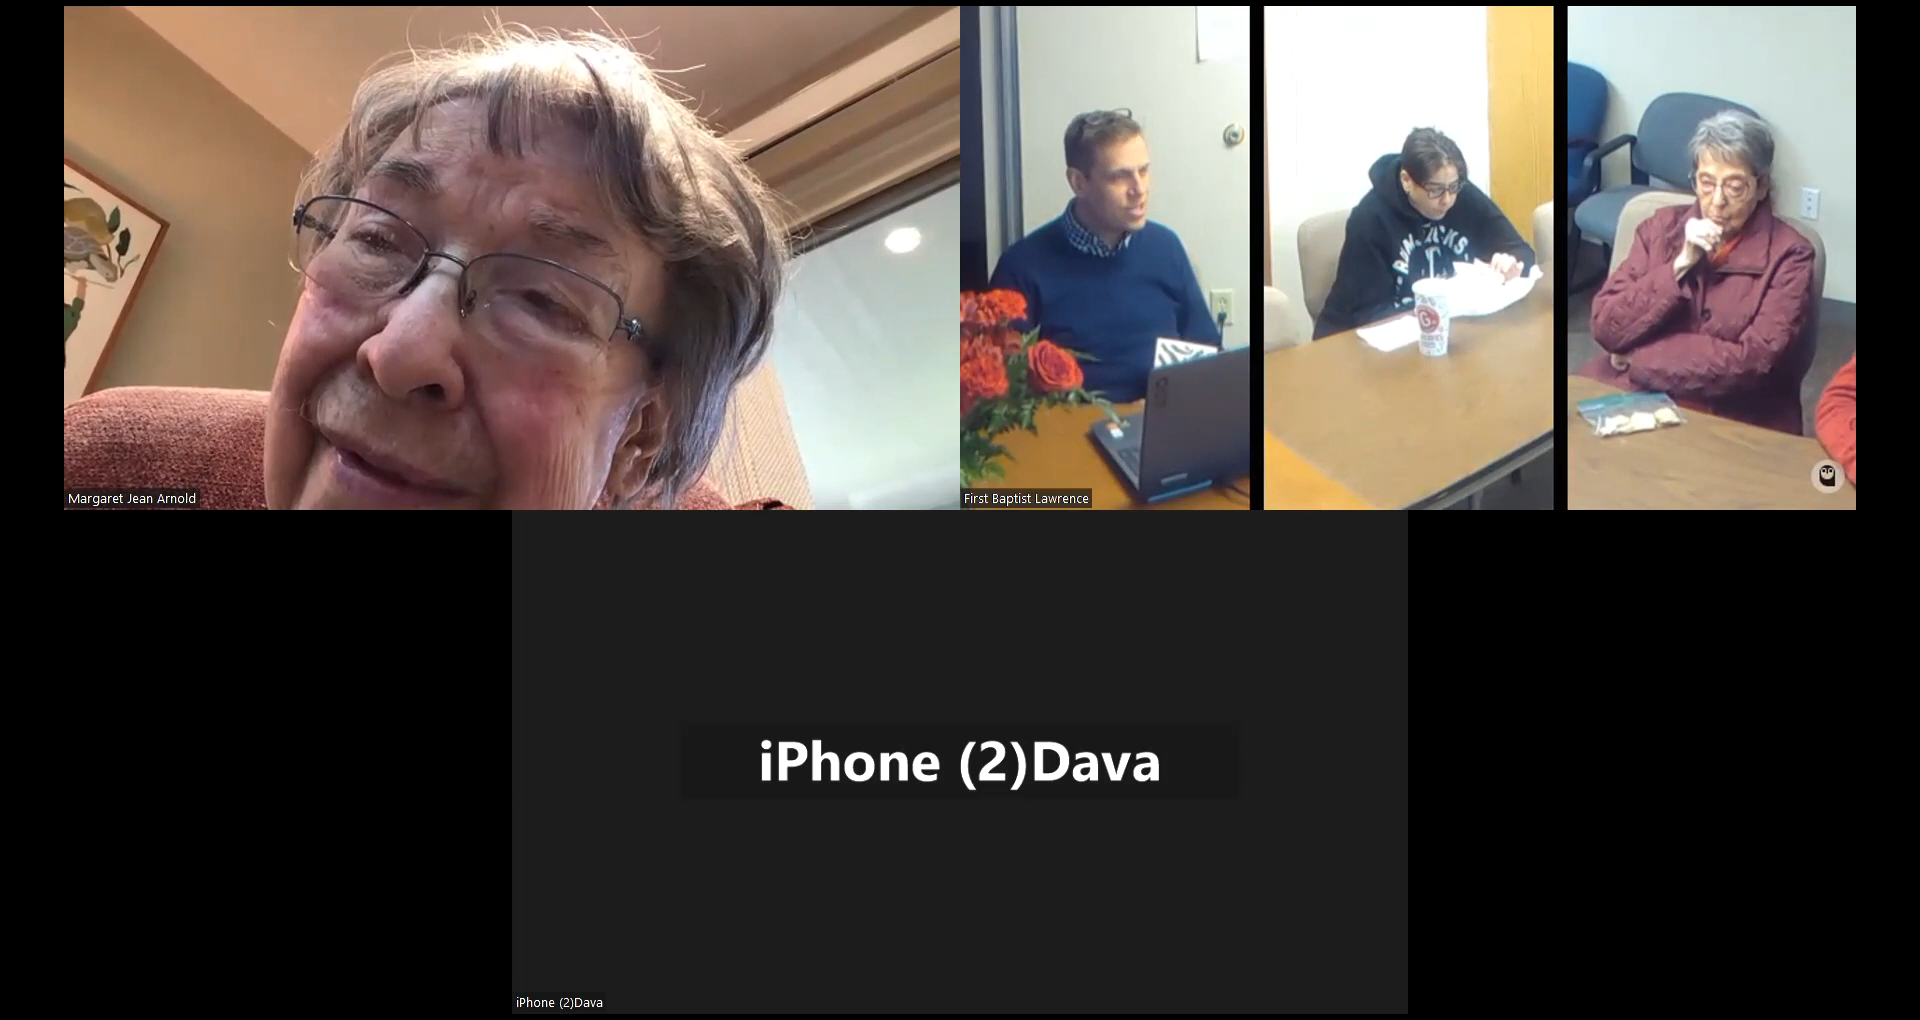 Margaret Jean Arnold
First Baptist Lawrence
iPhone (2)Dava
iPhone (2)Dava